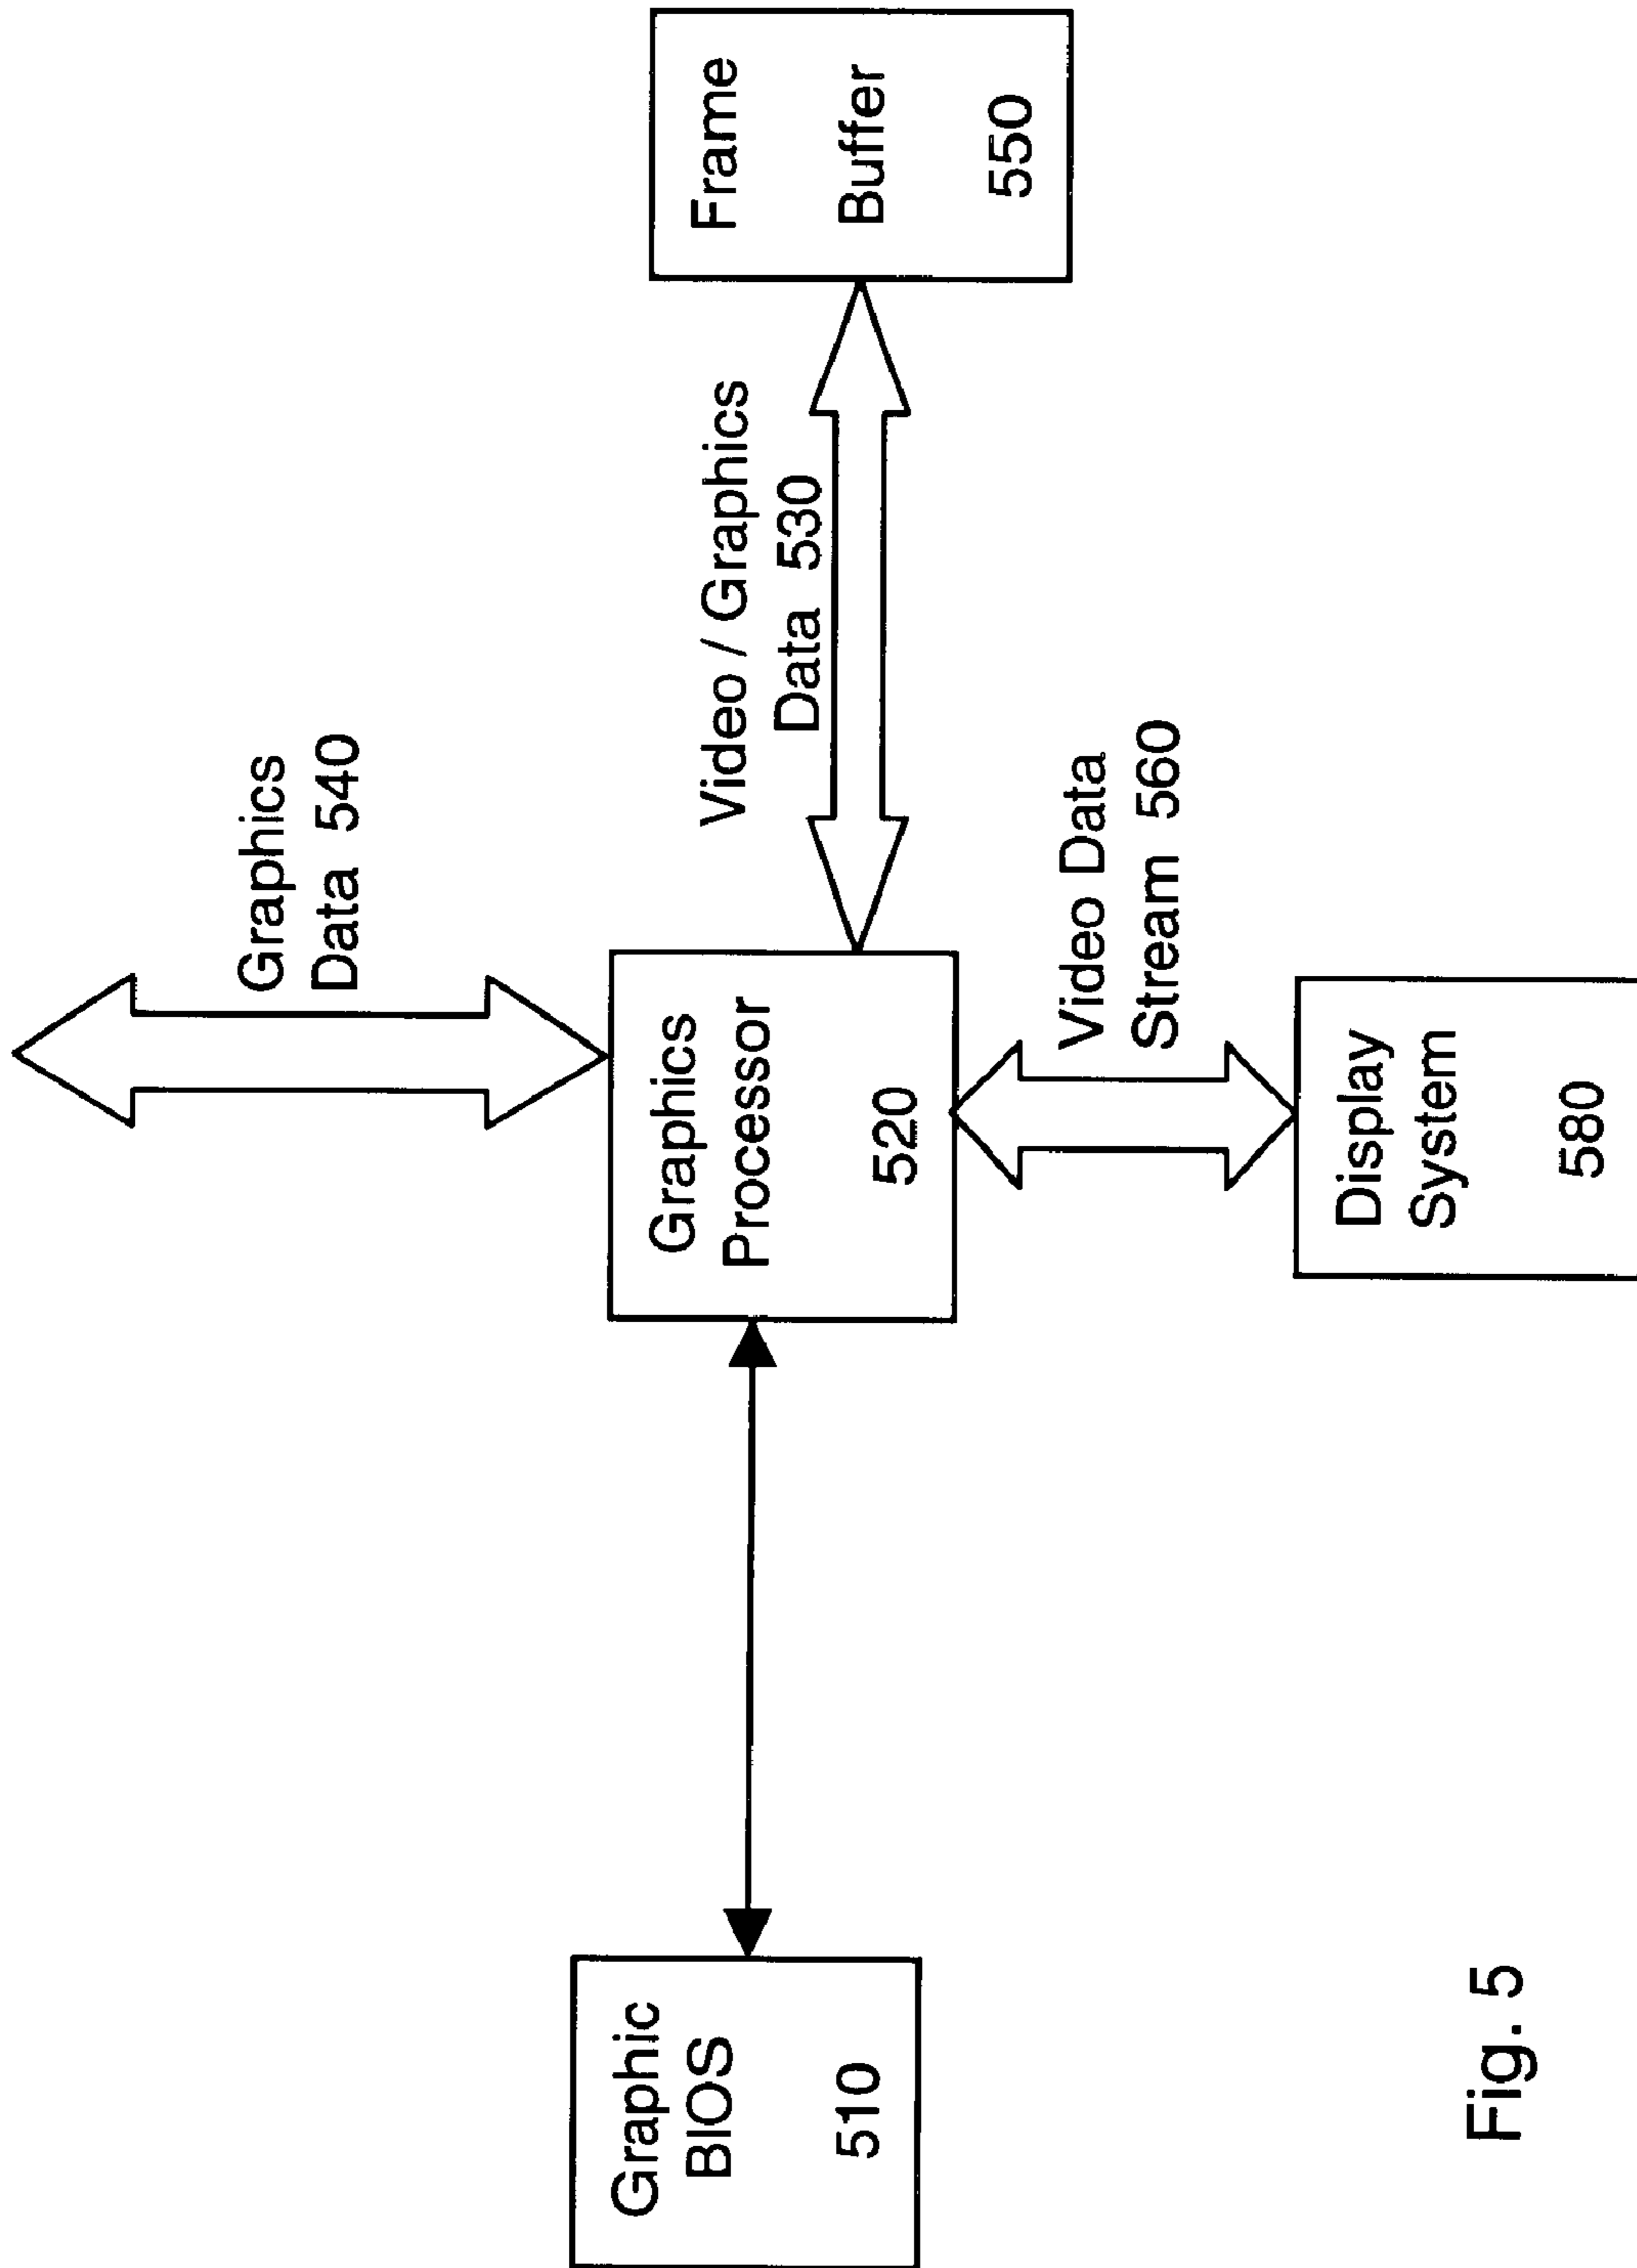 Graphics
Data 540
Graphic
BIOS
510
Graphics
Processor
520
Video / Graphics
Data 530
Frame
Buffer
550
Video Data
Stream 560
Display
System
580
Fig. 5